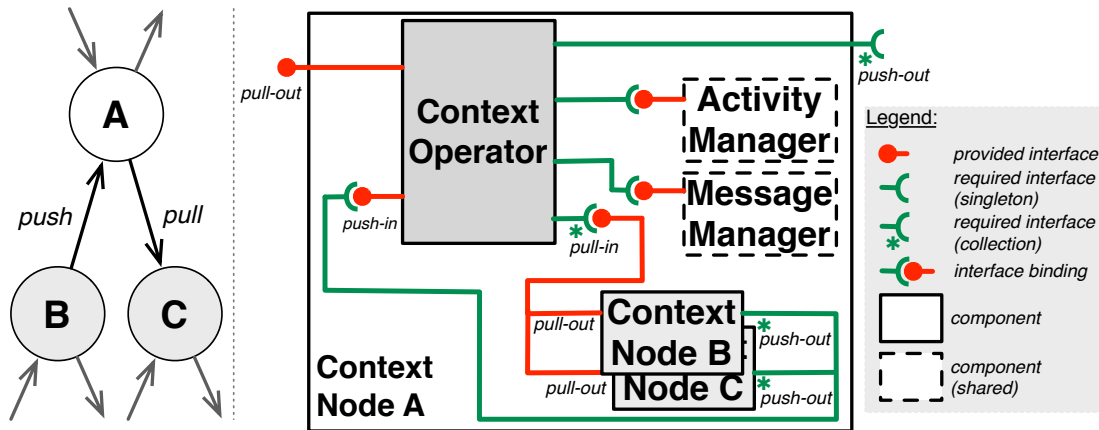 A
push
pull
B
C
pull-out
Context
Operator
*
push-out
Activity
Manager
Message
Manager
push-in
*
pull-in
pull-out
Context
Node B
*
push-out
pull-out
Node C
*
push-out
Context
Node A
Legend:
provided interface
required interface
(singleton)
required interface
*
(collection)
interface binding
component
component
(shared)